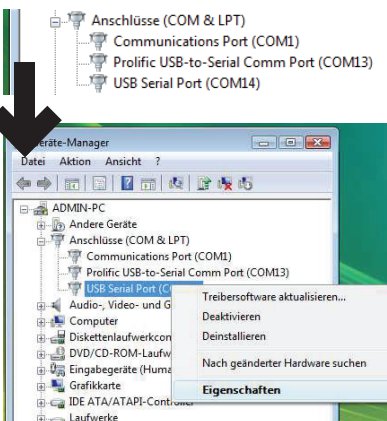 Anschlüsse (COM & LPT)
Communications Port (COM1)
Prolific USB-to-Serial Comm Port (COM13)
USB Serial Port (COM14)
eräte-Manager
Datei Aktion Ansicht ?
ADMIN-PC
Andere Geräte
Anschlüsse (COM & LPT)
Communications Port (COM1)
Prolific USB-to-Serial Comm Port (COM13)
USB Serial Port (C
Audio-, Video- und G
Computer
Diskettenlaufwerkcon
DVD/CD-ROM-Laufw
Eingabegeräte (Huma
Grafikkarte
IDE ATA/ATAPI-Controller
Laufwerke
Treibersoftware aktualisieren...
Deaktivieren
Deinstallieren
Nach geänderter Hardware suchen
Eigenschaften